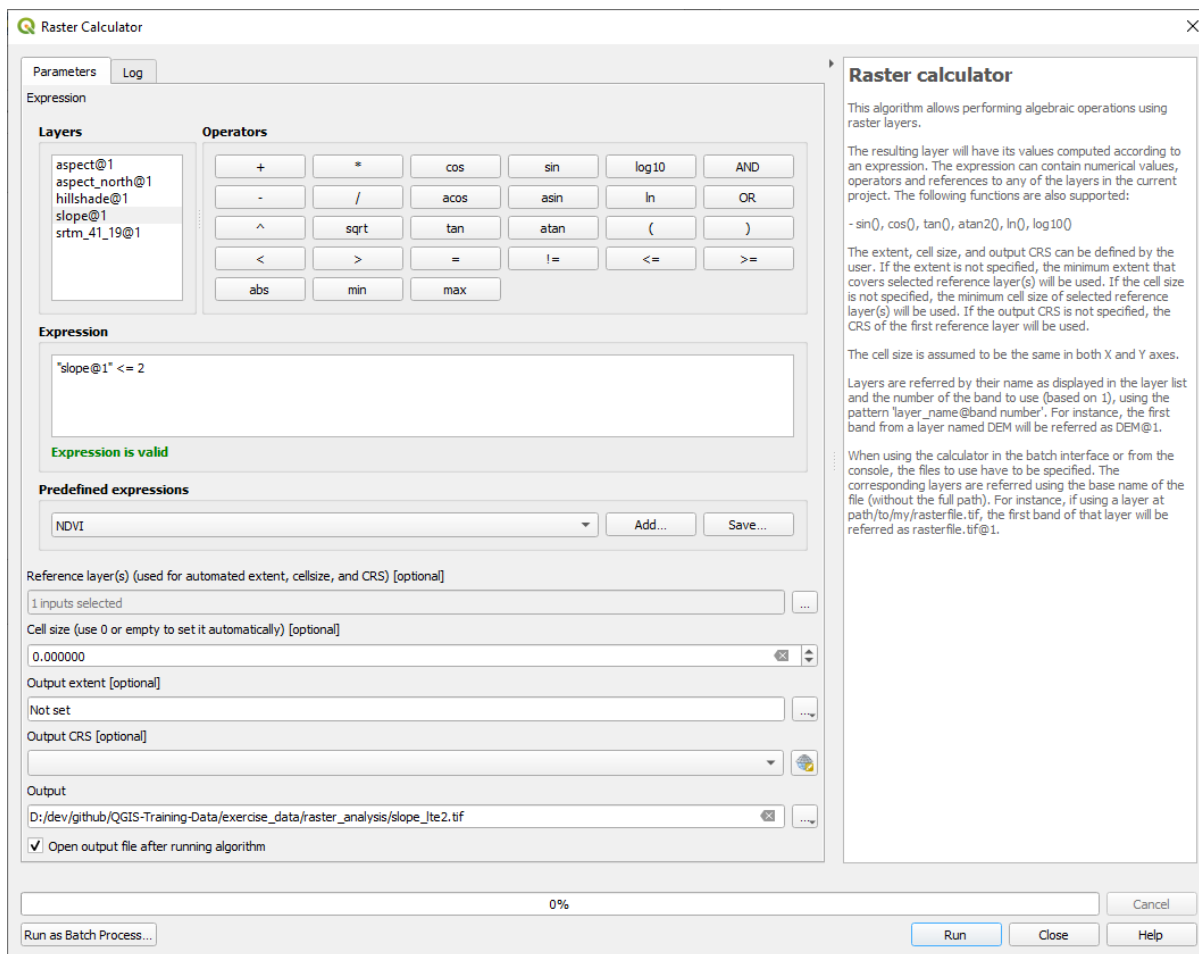 Raster Calculator
Parameters
Log
Expression
Layers
Operators
aspect@1
aspect_north@1
hillshade@1
slope@1
srtm_41_19@1
+ * cos sin log10 AND
- / acos asin ln OR
^ sqrt tan atan ( )
< > = != <= >=
abs min max
Expression
"slope@1" <= 2
Expression is valid
Predefined expressions
NDVI
Add...
Save...
Reference layer(s) (used for automated extent, cellsize, and CRS) [optional]
1 inputs selected
...
Cell size (use 0 or empty to set it automatically) [optional]
0.000000
Output extent [optional]
Not set
...
Output CRS [optional]
Output
D:/dev/github/QGIS-Training-Data/exercise_data/raster_analysis/slope_lte2.tif
...
Open output file after running algorithm
Raster calculator
This algorithm allows performing algebraic operations using
raster layers.
The resulting layer will have its values computed according to
an expression. The expression can contain numerical values,
operators and references to any of the layers in the current
project. The following functions are also supported:
- sin(), cos(), tan(), atan2(), ln(), log10()
The extent, cell size, and output CRS can be defined by the
user. If the extent is not specified, the minimum extent that
covers selected reference layer(s) will be used. If the cell size
is not specified, the minimum cell size of selected reference
layer(s) will be used. If the output CRS is not specified, the
CRS of the first reference layer will be used.
The cell size is assumed to be the same in both X and Y axes.
Layers are referred by their name as displayed in the layer list
and the number of the band to use (based on 1), using the
pattern 'layer_name@band number'. For instance, the first
band from a layer named DEM will be referred as DEM@1.
When using the calculator in the batch interface or from the
console, the files to use have to be specified. The
corresponding layers are referred using the base name of the
file (without the full path). For instance, if using a layer at
path/to/my/rasterfile.tif, the first band of that layer will be
referred as rasterfile.tif@1.
0%
Cancel
Run as Batch Process...
Run
Close
Help